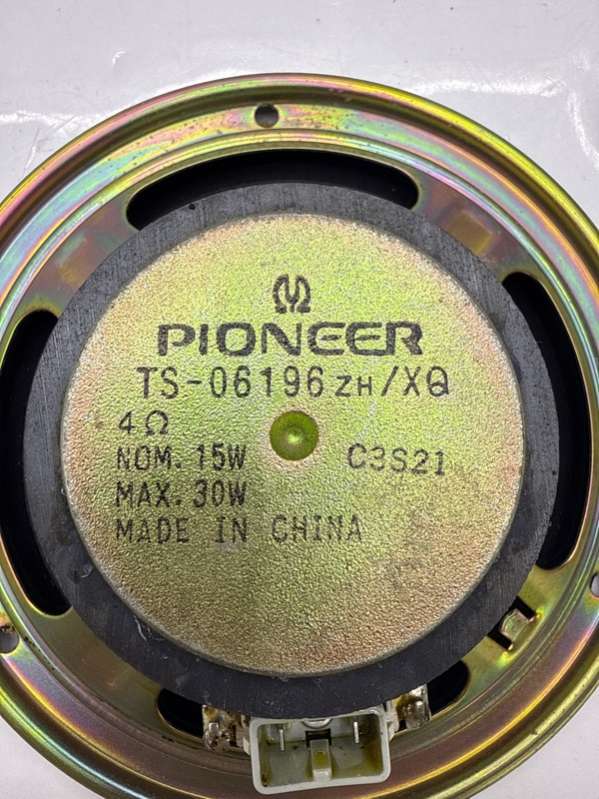 PIONEER
TS-06196ZH/XQ
4Ω
NOM. 15W C3S21
MAX. 30W
MADE IN CHINA